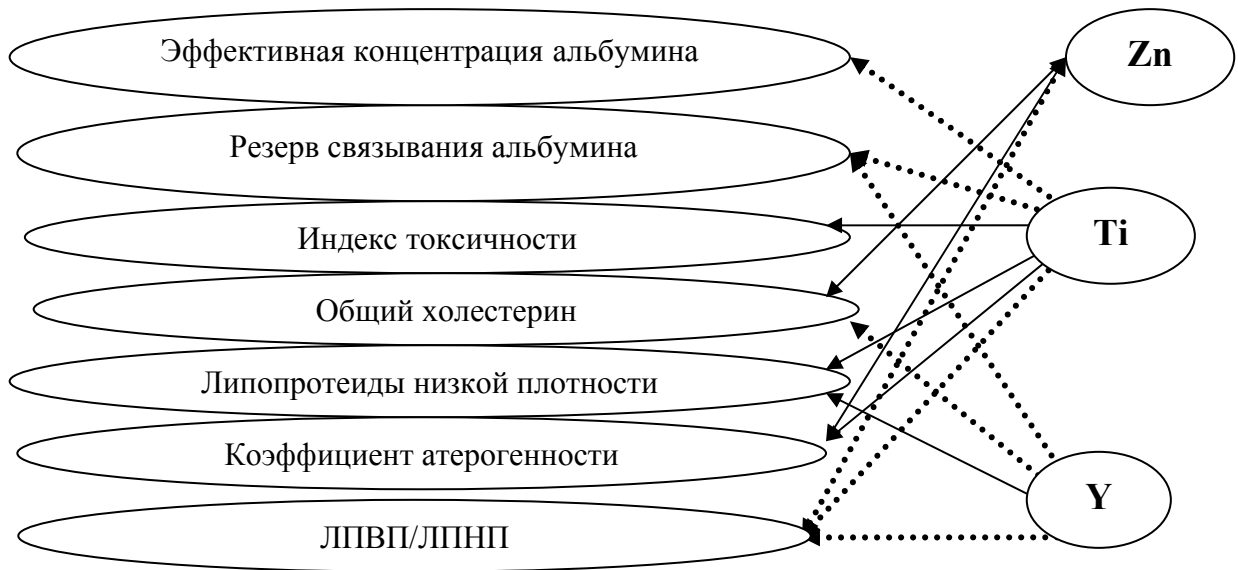 Эффективная концентрация альбумина
Zn
Резерв связывания альбумина
Индекс токсичности
Ti
Общий холестерин
Липопротеиды низкой плотности
Коэффициент атерогенности
Y
ЛПВП/ЛПНП